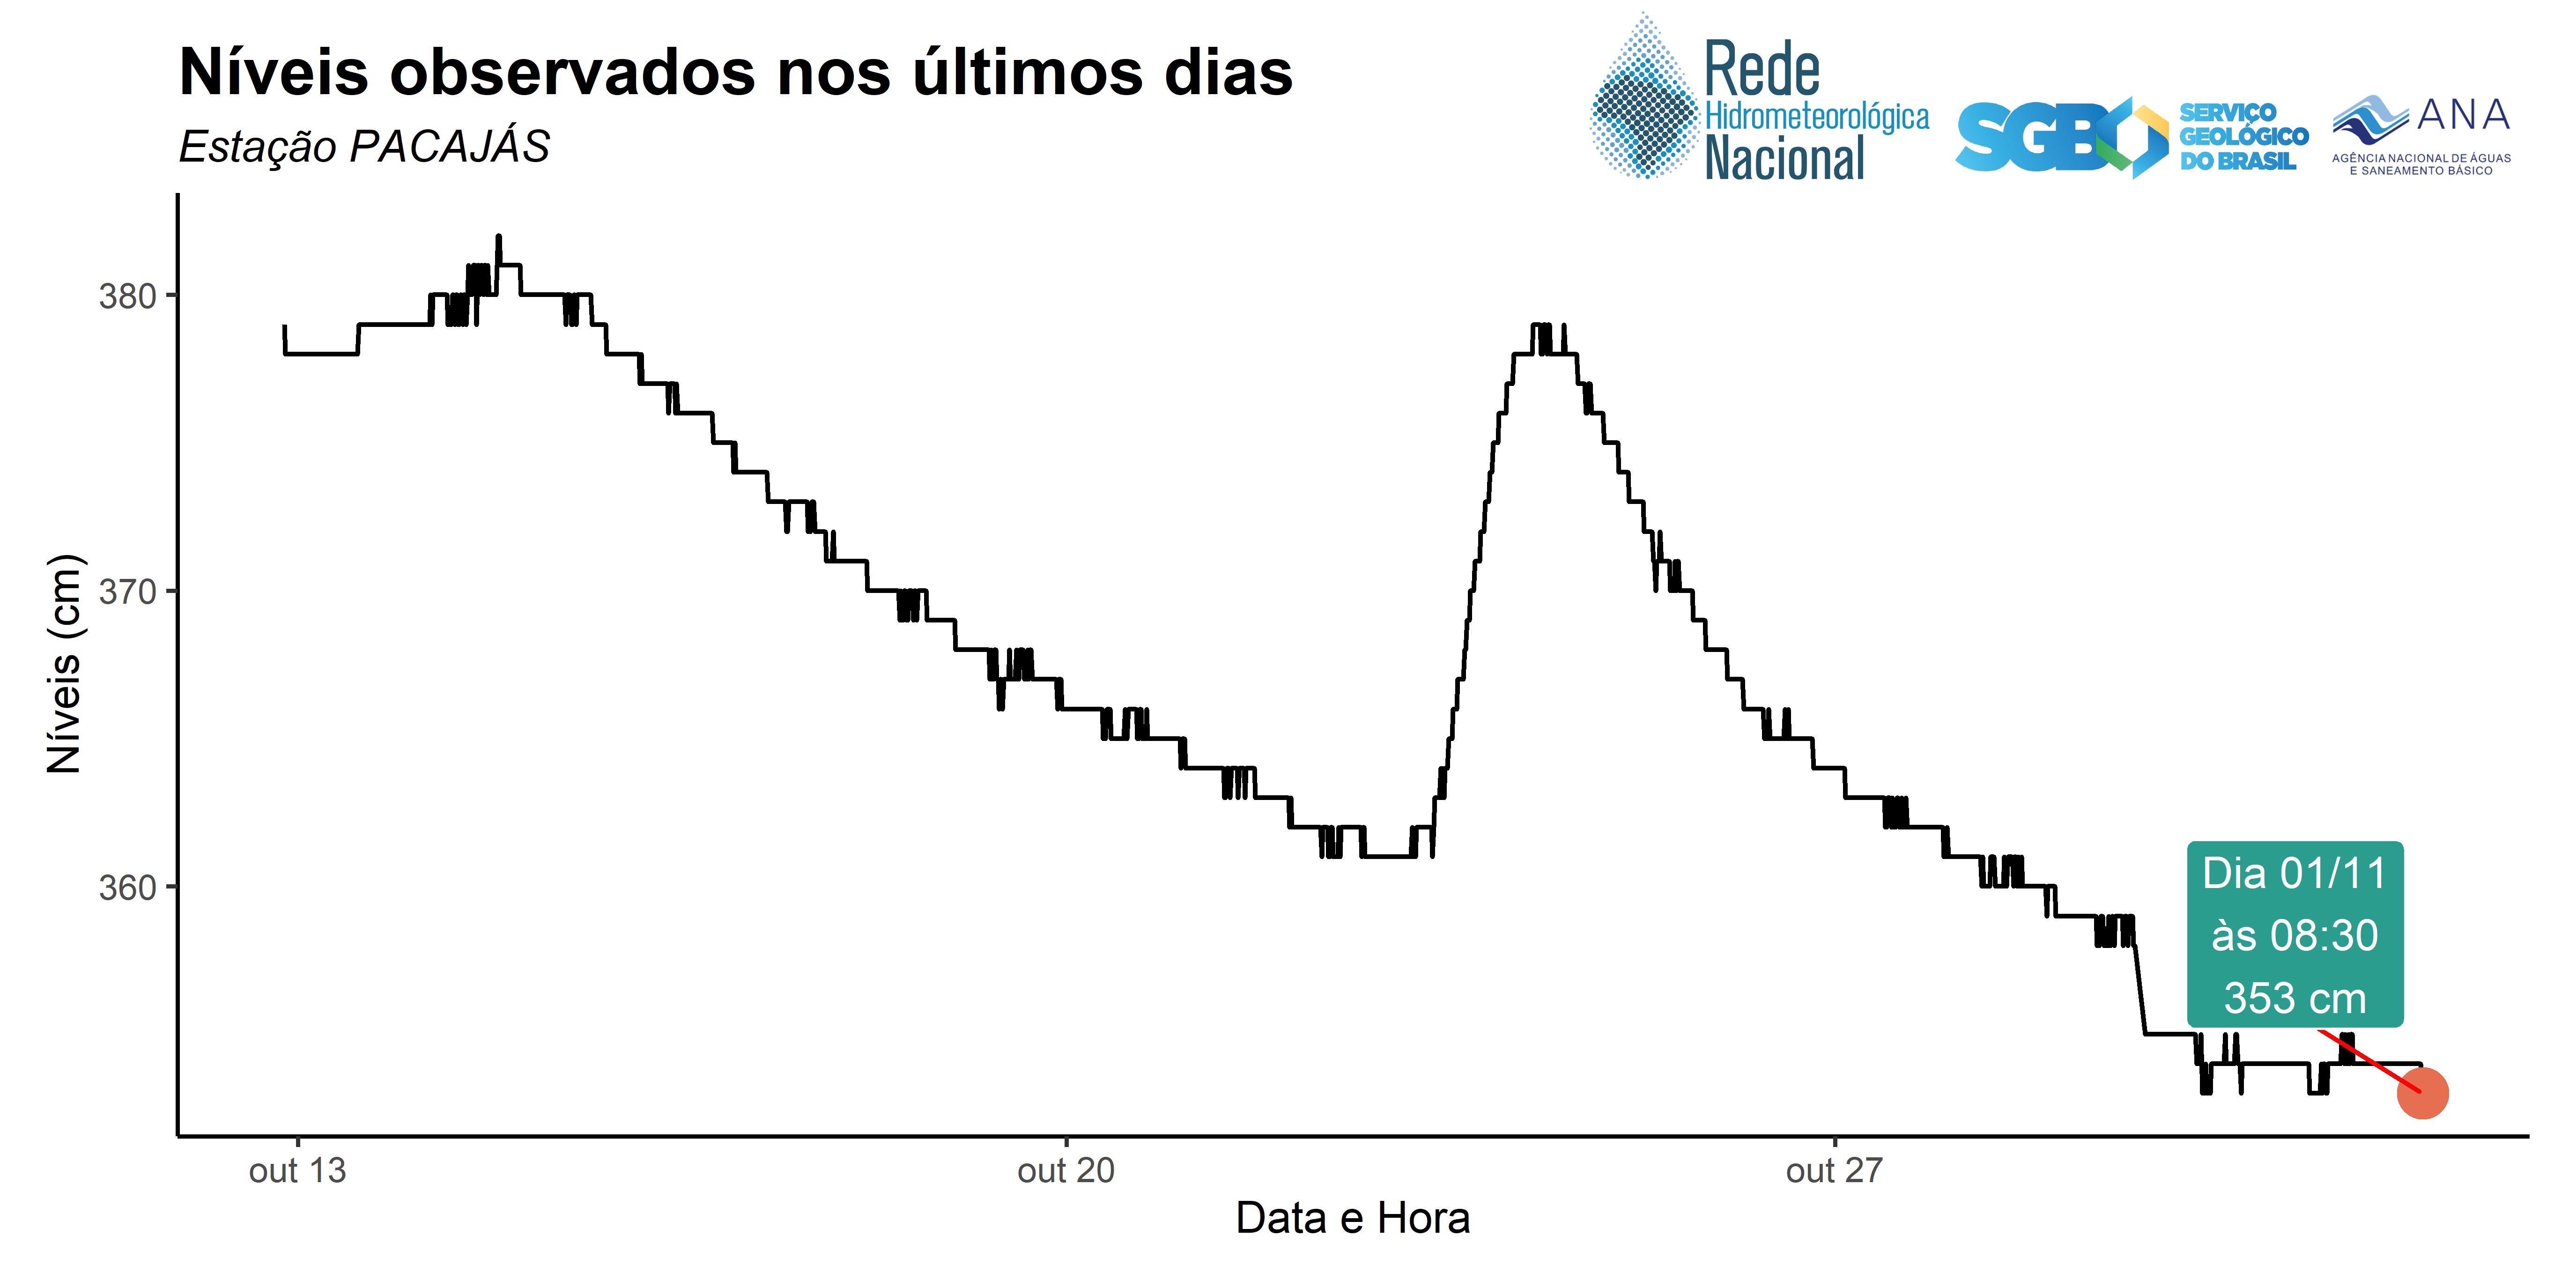 Níveis observados nos últimos dias
Estação PACAJÁS
Rede
Hidrometeorológica
Nacional
SGB
SERVIÇO
GEOLÓGICO
DO BRASIL
ANA
AGÊNCIA NACIONAL DE ÁGUAS
E SANEAMENTO BÁSICO
Níveis (cm)
380
370
360
Dia 01/11
às 08:30
353 cm
out 13
out 20
out 27
Data e Hora